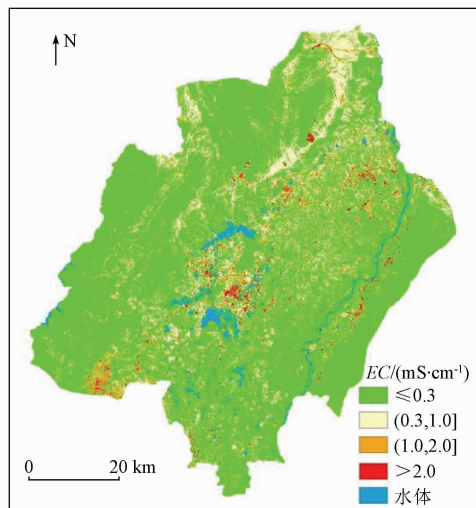 N
EC/(mS·cm⁻¹)
≤0.3
(0.3,1.0]
(1.0,2.0]
>2.0
水体
0 20 km